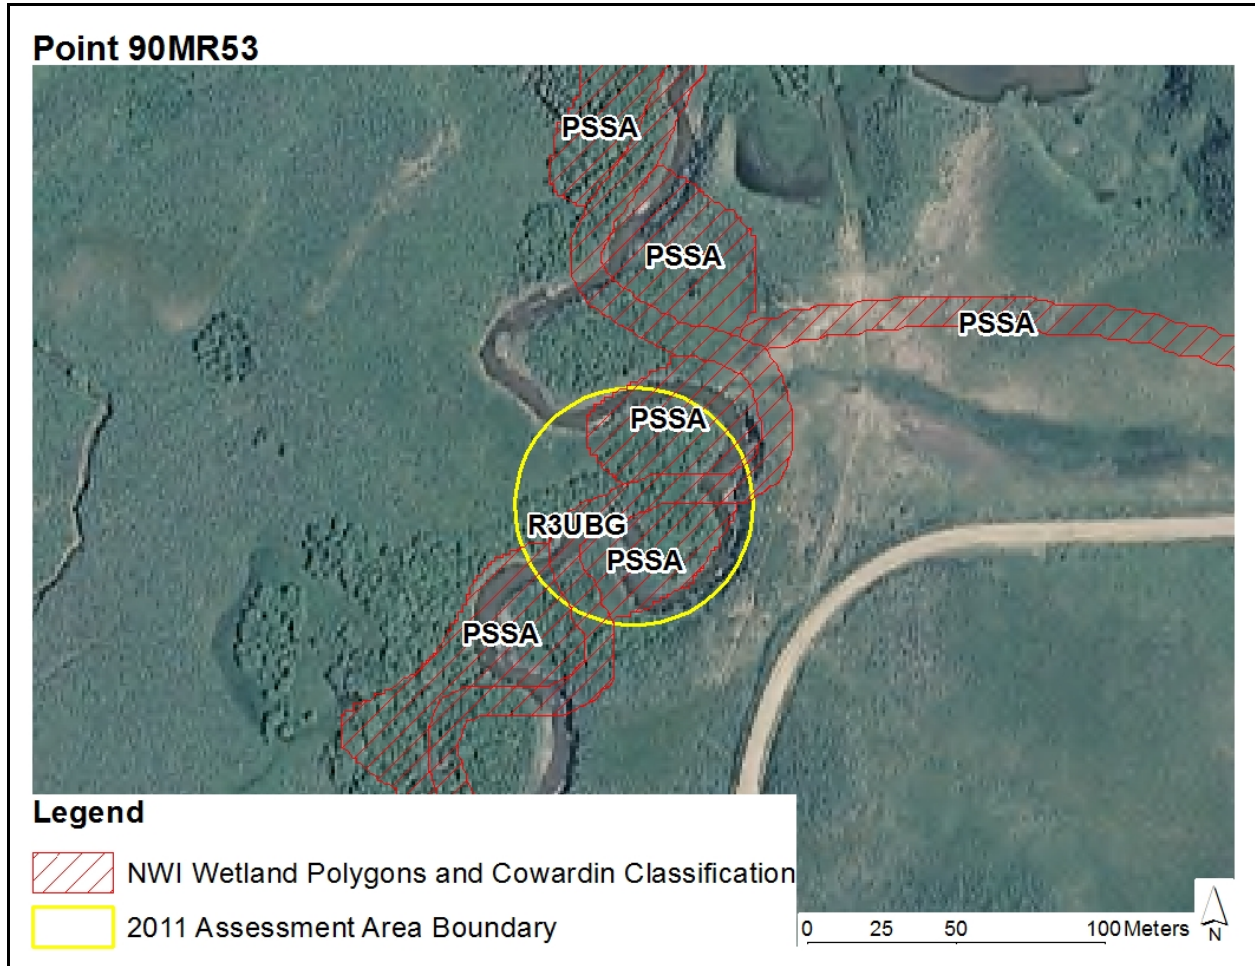 Point 90MR53
PSSA
PSSA
PSSA
PSSA
R3UBG
PSSA
PSSA
Legend
NWI Wetland Polygons and Cowardin Classification
2011 Assessment Area Boundary
0 25 50 100 Meters
N